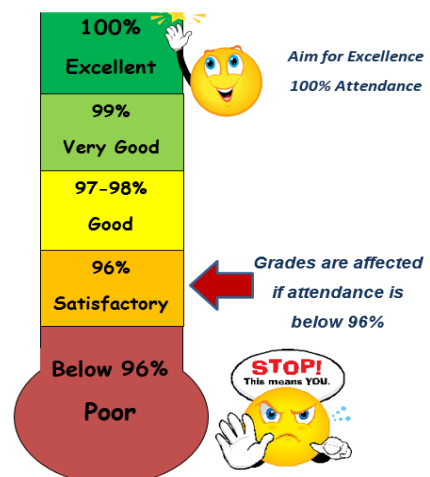 100%
Excellent
Aim for Excellence
100% Attendance
99%
Very Good
97-98%
Good
96%
Satisfactory
Grades are affected
if attendance is
below 96%
Below 96%
Poor
STOP!
This means YOU.